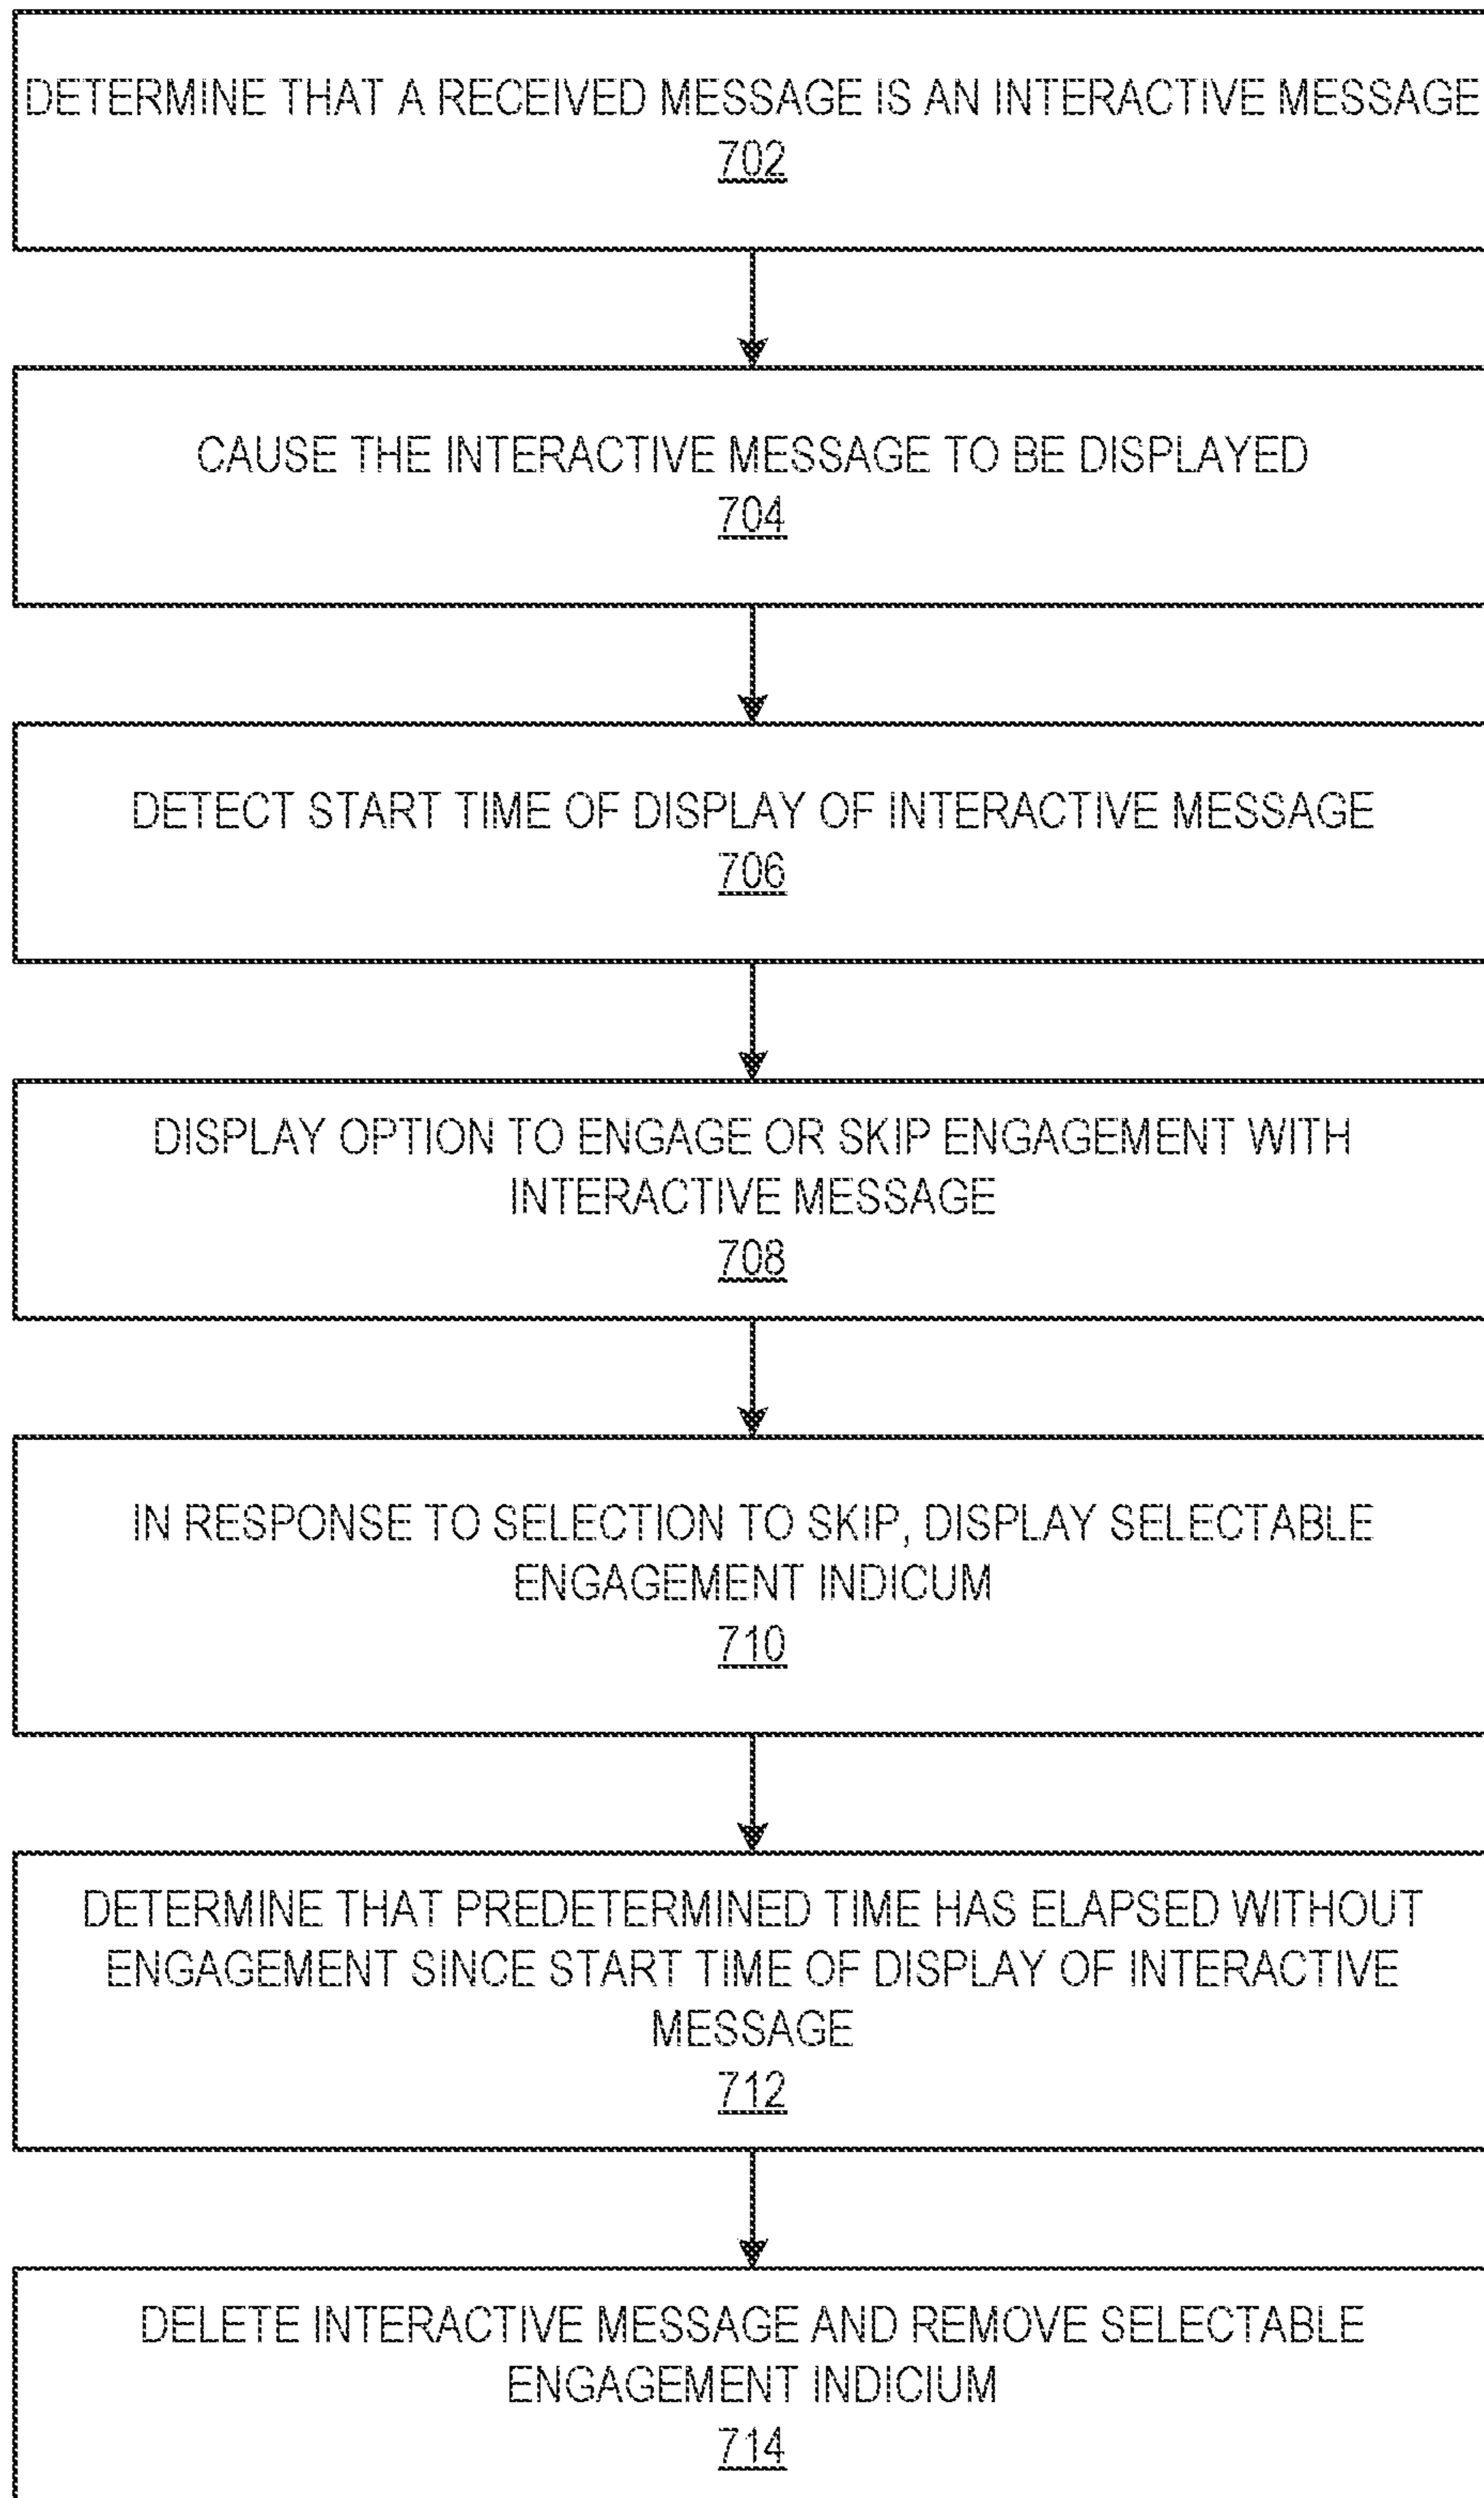 DETERMINE THAT A RECEIVED MESSAGE IS AN INTERACTIVE MESSAGE
702
CAUSE THE INTERACTIVE MESSAGE TO BE DISPLAYED
704
DETECT START TIME OF DISPLAY OF INTERACTIVE MESSAGE
706
DISPLAY OPTION TO ENGAGE OR SKIP ENGAGEMENT WITH
INTERACTIVE MESSAGE
708
IN RESPONSE TO SELECTION TO SKIP, DISPLAY SELECTABLE
ENGAGEMENT INDICUM
710
DETERMINE THAT PREDETERMINED TIME HAS ELAPSED WITHOUT
ENGAGEMENT SINCE START TIME OF DISPLAY OF INTERACTIVE
MESSAGE
712
DELETE INTERACTIVE MESSAGE AND REMOVE SELECTABLE
ENGAGEMENT INDICIUM
714